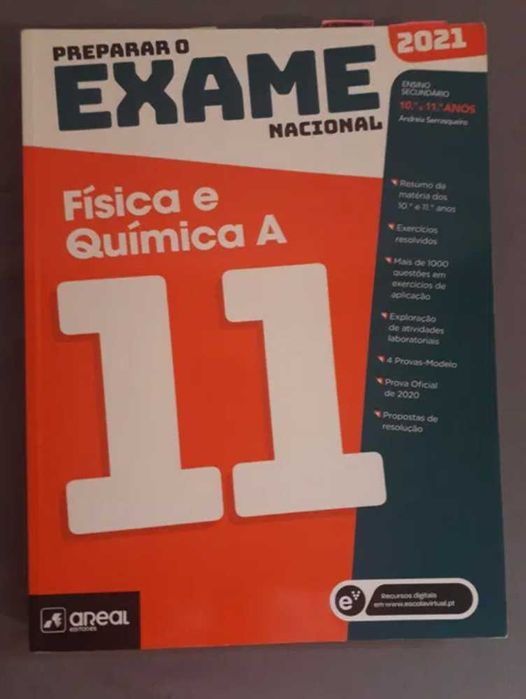 PREPARAR O
EXAME
NACIONAL
2021
ENSINO
SECUNDÁRIO
10.º e 11.º ANOS
Andreia Serrasqueiro
Física e
Química A
11
Resumo da
matéria dos
10.º e 11.º anos
Exercícios
resolvidos
Mais de 1000
questões em
exercícios de
aplicação
Exploração
de atividades
laboratoriais
4 Provas-Modelo
Prova Oficial
de 2020
Propostas de
resolução
areal
EDITORES
e
Recursos digitais
em www.escolavirtual.pt